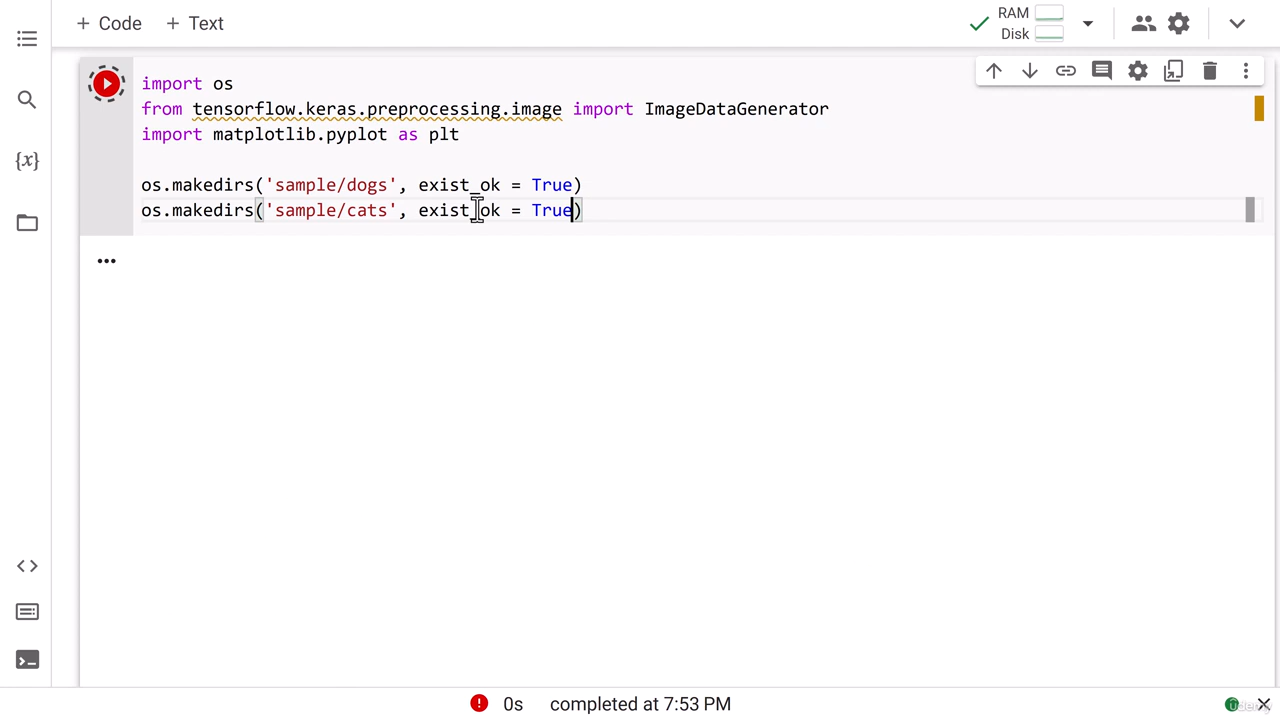 + Code + Text
RAM
Disk
{x}
import os
from tensorflow.keras.preprocessing.image import ImageDataGenerator
import matplotlib.pyplot as plt
os.makedirs('sample/dogs', exist_ok = True)
os.makedirs('sample/cats', exist_ok = True)
0s completed at 7:53 PM
udemy